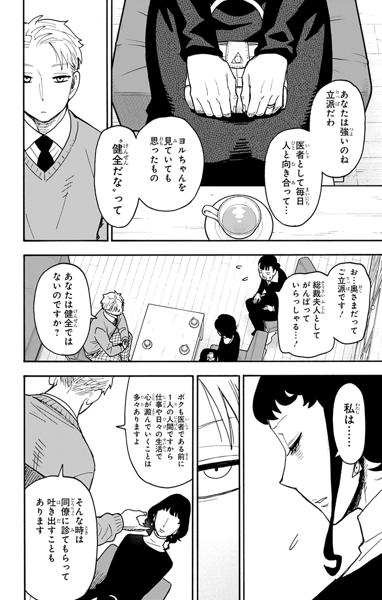 あなたは強いのね
立派だわ
医者として毎日
人と向き合って…
ヨルちゃんを
見ていても
思ったもの
“健全だな”って
お…奥さまだって
ご立派です!
総裁夫人として
がんばって
いらっしゃる…!
あなたは健全では
ないのですか?
私は……
ボクも医者である前に
1人の人間ですから
仕事や日々の生活で
心が澱んでいくことは
多々ありますよ
そんな時は
同僚に診てもらって
吐き出すことも
あります